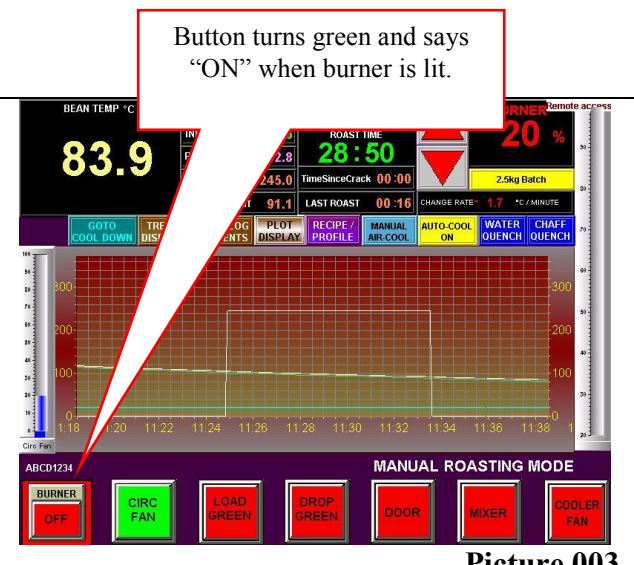 Button turns green and says
“ON” when burner is lit.
BEAN TEMP °C
83.9
2.8
245.0
91.1
ROAST TIME
28:50
TimeSinceCrack 00:00
LAST ROAST 00:16
20 %
Remote access
2.5kg Batch
CHANGE RATE 1.7 °C / MINUTE
GOTO
COOL DOWN
PLOT
DISPLAY
RECIPE /
PROFILE
MANUAL
AIR-COOL
AUTO-COOL
ON
WATER
QUENCH
CHAFF
QUENCH
300
200
100
0
300
200
100
0
1:18 11:20 11:22 11:24 11:26 11:28 11:30 11:32 11:34 11:36 11:38 1
Circ Fan
ABCD1234
MANUAL ROASTING MODE
BURNER
OFF
CIRC
FAN
LOAD
GREEN
DROP
GREEN
DOOR
MIXER
COOLER
FAN
Picture 003